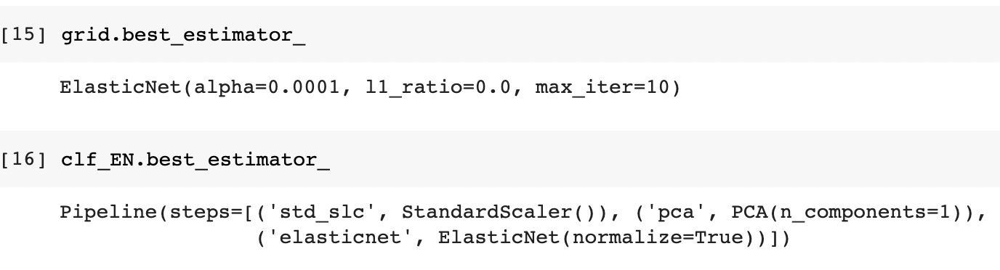 [15] grid.best_estimator_
ElasticNet(alpha=0.0001, l1_ratio=0.0, max_iter=10)
[16] clf_EN.best_estimator_
Pipeline(steps=[('std_slc', StandardScaler()), ('pca', PCA(n_components=1)),
('elasticnet', ElasticNet(normalize=True))])